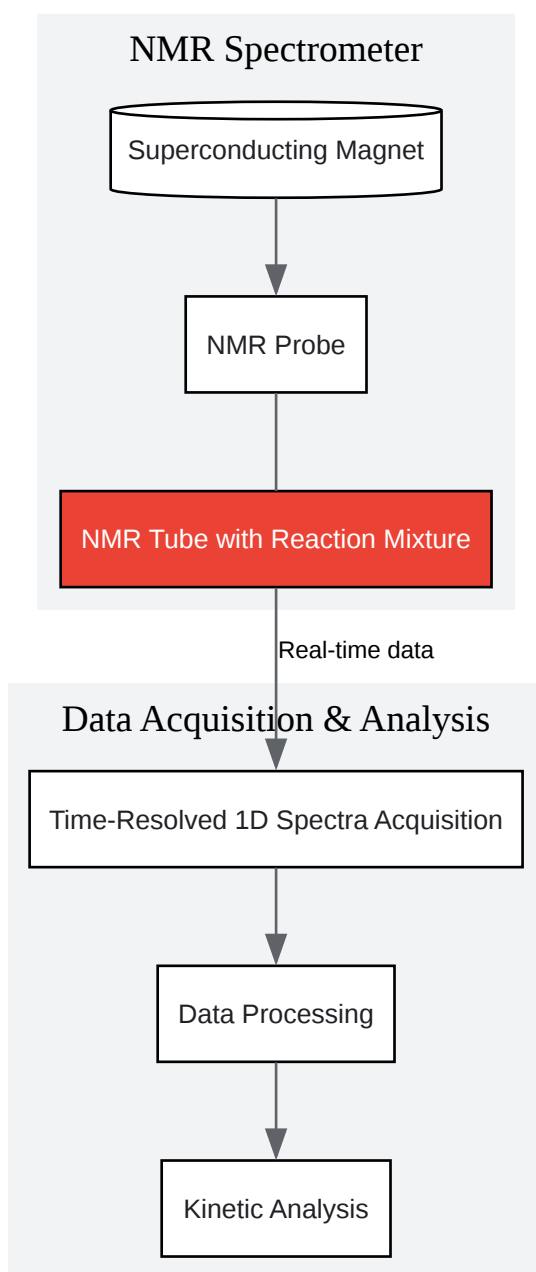 NMR Spectrometer
Superconducting Magnet
NMR Probe
NMR Tube with Reaction Mixture
Real-time data
Data Acquisition & Analysis
Time-Resolved 1D Spectra Acquisition
Data Processing
Kinetic Analysis